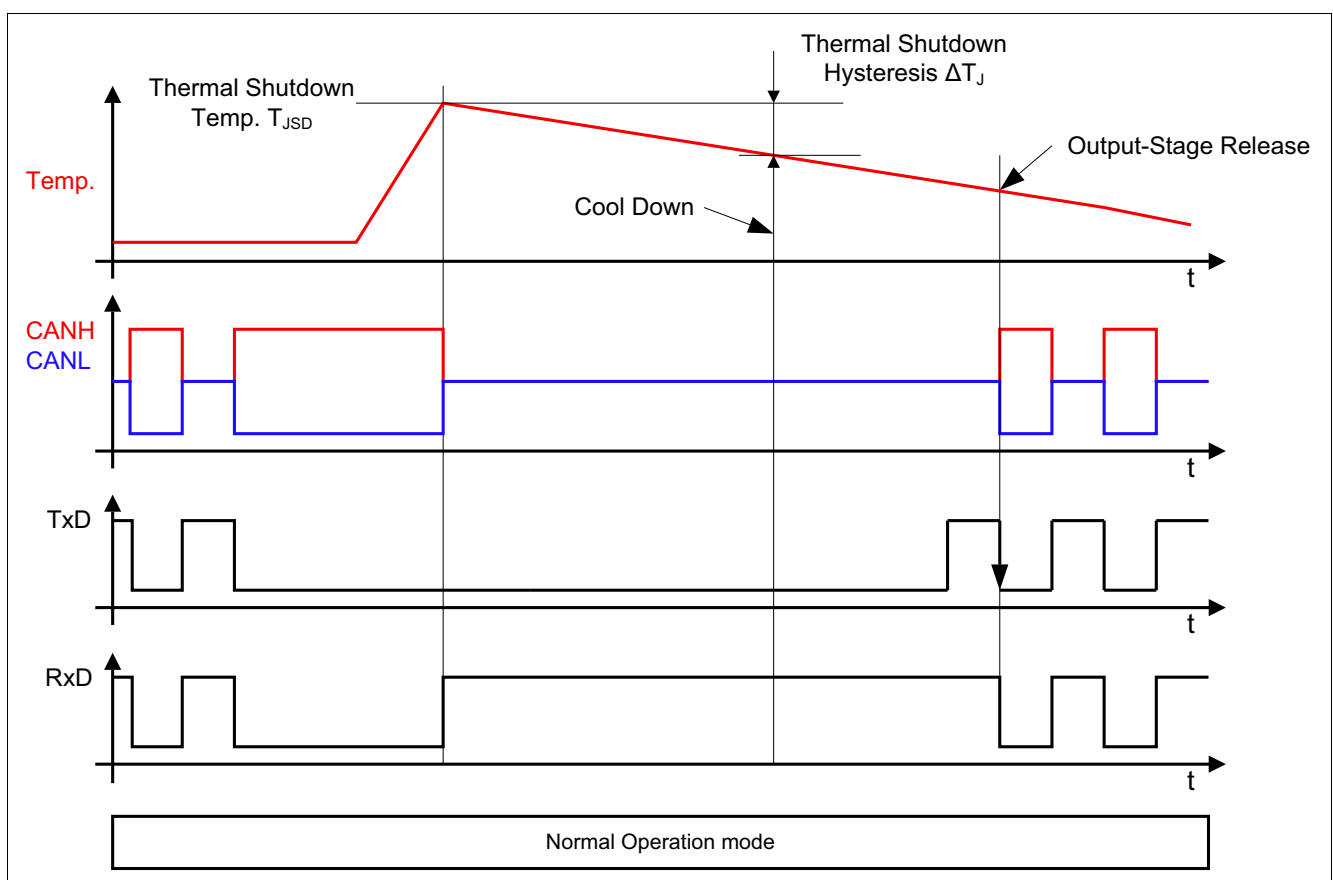 Thermal Shutdown
Hysteresis ΔTJ
Thermal Shutdown
Temp. TJSD
Output-Stage Release
Temp.
Cool Down
t
CANH
CANL
t
TxD
t
RxD
t
Normal Operation mode